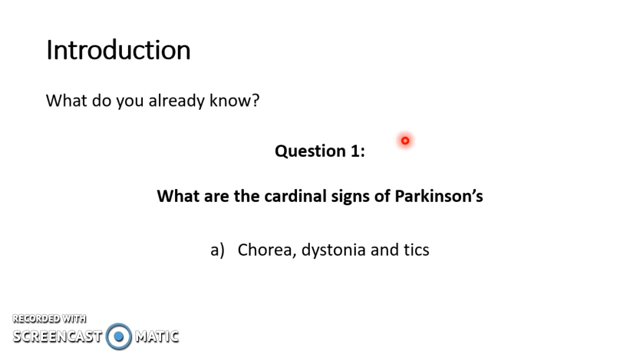 Introduction
What do you already know?
Question 1:
What are the cardinal signs of Parkinson's
a) Chorea, dystonia and tics
RECORDED WITH
SCREENCAST MATIC